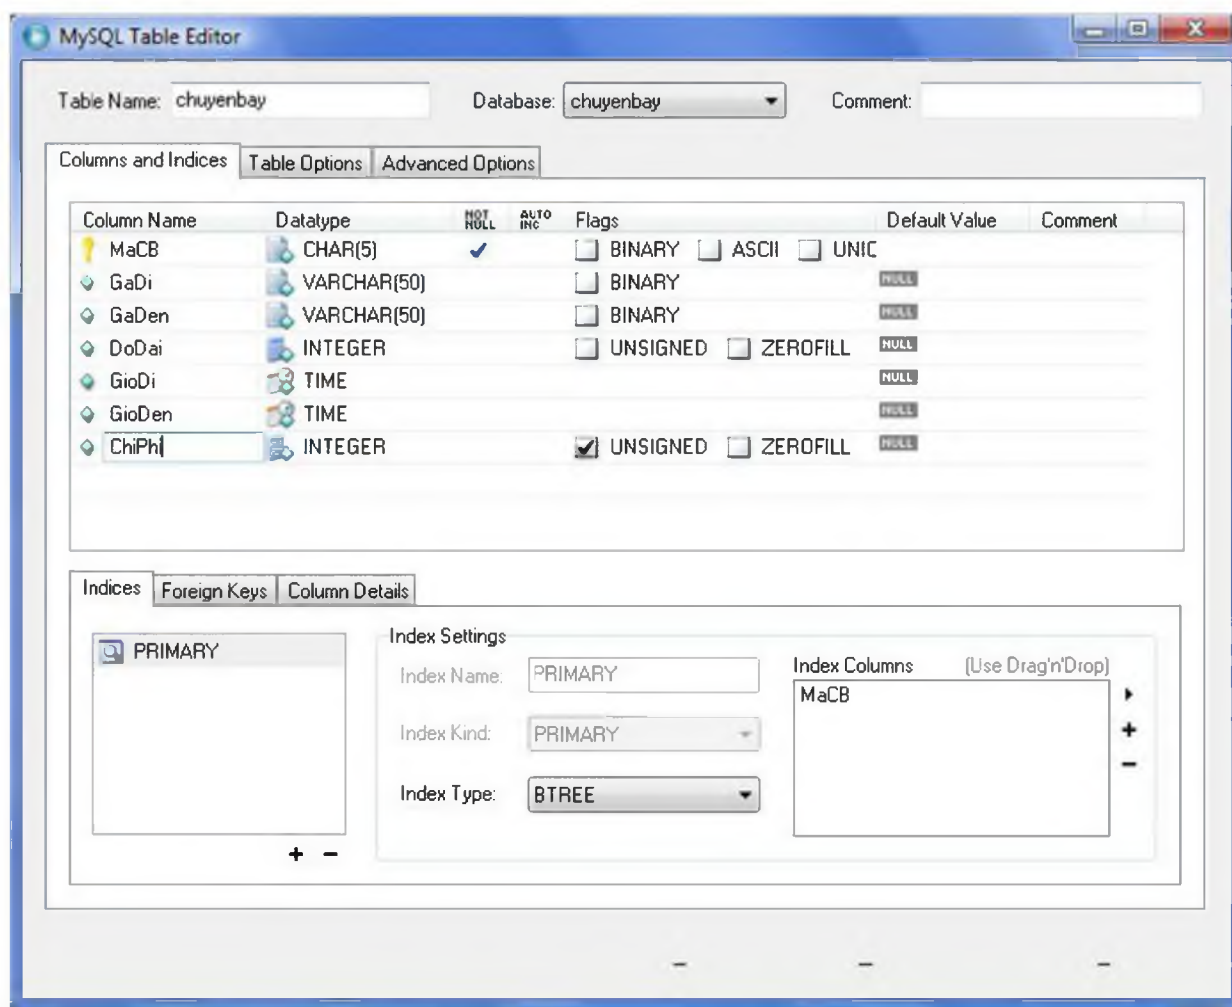 MySQL Table Editor
Table Name: chuyenbay Database: chuyenbay Comment:
Columns and Indices Table Options Advanced Options
Column Name Datatype NOT NULL AUTO INC Flags Default Value Comment
MaCB CHAR(5) BINARY ASCII UNIC
GaDi VARCHAR(50) BINARY NULL
GaDen VARCHAR(50) BINARY NULL
DoDai INTEGER UNSIGNED ZEROFILL NULL
GioDi TIME NULL
GioDen TIME NULL
ChiPhi INTEGER UNSIGNED ZEROFILL NULL
Indices Foreign Keys Column Details
PRIMARY
Index Settings
Index Name: PRIMARY
Index Kind: PRIMARY
Index Type: BTREE
Index Columns (Use Drag'n'Drop)
MaCB